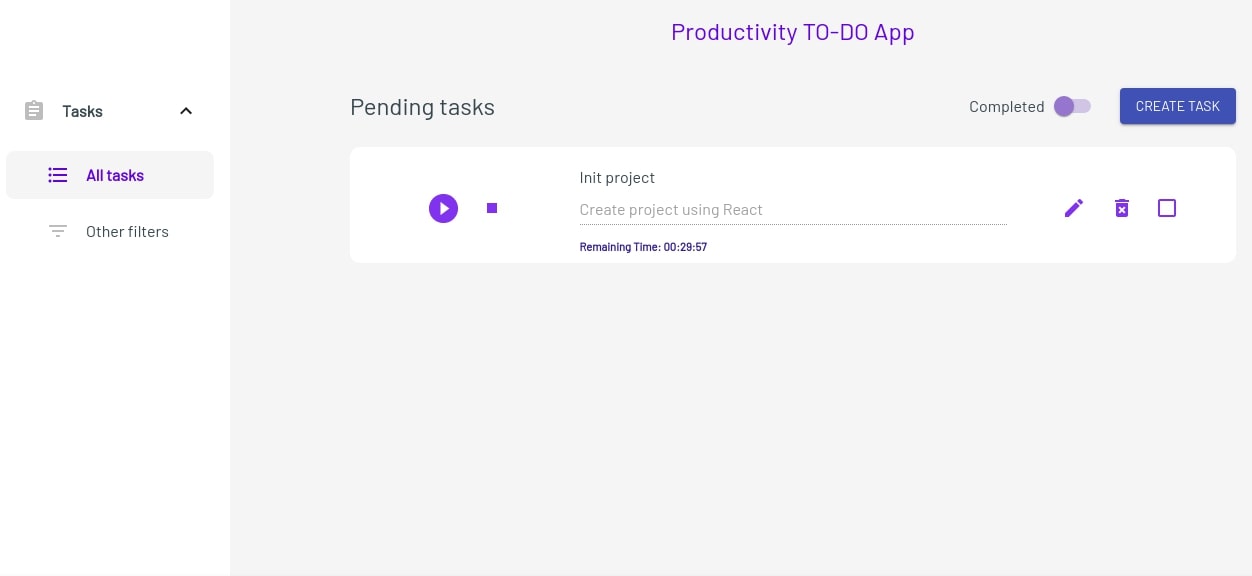 Productivity TO-DO App
Tasks
All tasks
Other filters
Pending tasks
Completed
CREATE TASK
Init project
Create project using React
Remaining Time: 00:29:57